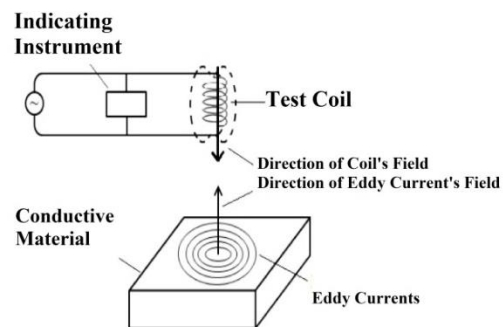 Indicating
Instrument
Test Coil
Direction of Coil's Field
Direction of Eddy Current's Field
Conductive
Material
Eddy Currents